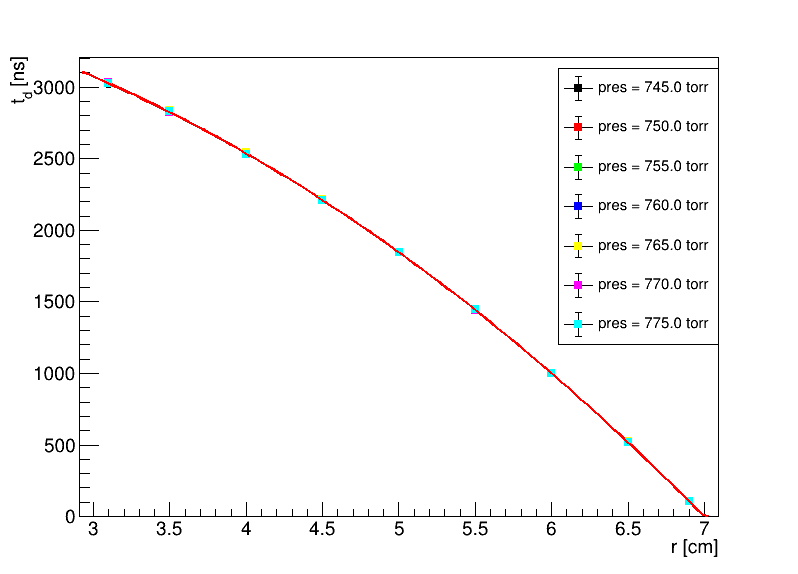 t_d [ns]
3000
2500
2000
1500
1000
500
0
3 3.5 4 4.5 5 5.5 6 6.5 7
r [cm]
pres = 745.0 torr
pres = 750.0 torr
pres = 755.0 torr
pres = 760.0 torr
pres = 765.0 torr
pres = 770.0 torr
pres = 775.0 torr